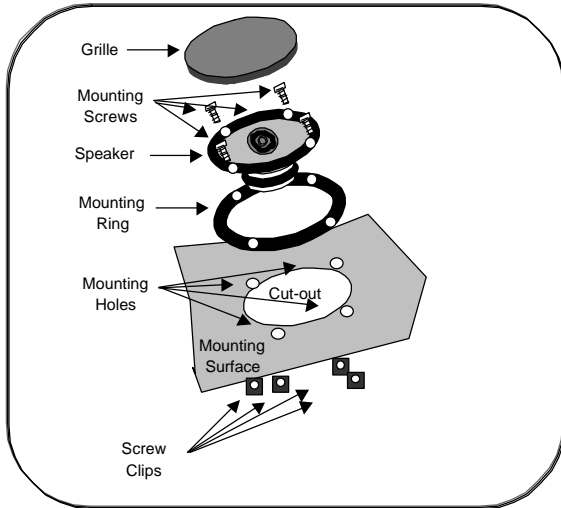 Grille
Mounting
Screws
Speaker
Mounting
Ring
Mounting
Holes
Cut-out
Mounting
Surface
Screw
Clips